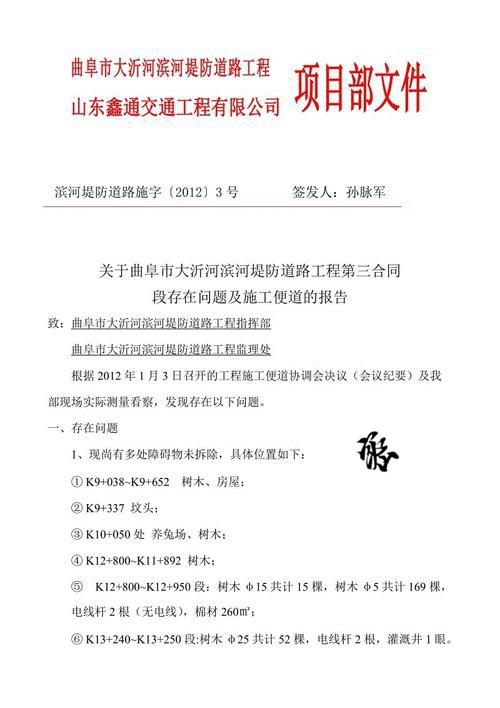 曲阜市大沂河滨河堤防道路工程
山东鑫通交通工程有限公司
项目部文件
滨河堤防道路施字〔2012〕3号 签发人：孙脉军
关于曲阜市大沂河滨河堤防道路工程第三合同
段存在问题及施工便道的报告
致：曲阜市大沂河滨河堤防道路工程指挥部
曲阜市大沂河滨河堤防道路工程监理处
根据2012年1月3日召开的工程施工便道协调会决议（会议纪要）及我
部现场实际测量看察，发现存在以下问题。
一、存在问题
1、现尚有多处障碍物未拆除，具体位置如下：
① K9+038~K9+652 树木、房屋；
② K9+337 坟头；
③ K10+050处 养兔场、树木；
④ K12+800~K11+892 树木；
⑤ K12+800~K12+950段：树木φ15共计15棵，树木φ5共计169棵，
电线杆2根（无电线），棉材260㎡；
⑥ K13+240~K13+250段:树木φ25共计52棵，电线杆2根，灌溉井1眼。